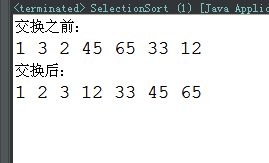 <terminated> SelectionSort (1) [Java Applic
交换之前：
1 3 2 45 65 33 12
交换后：
1 2 3 12 33 45 65